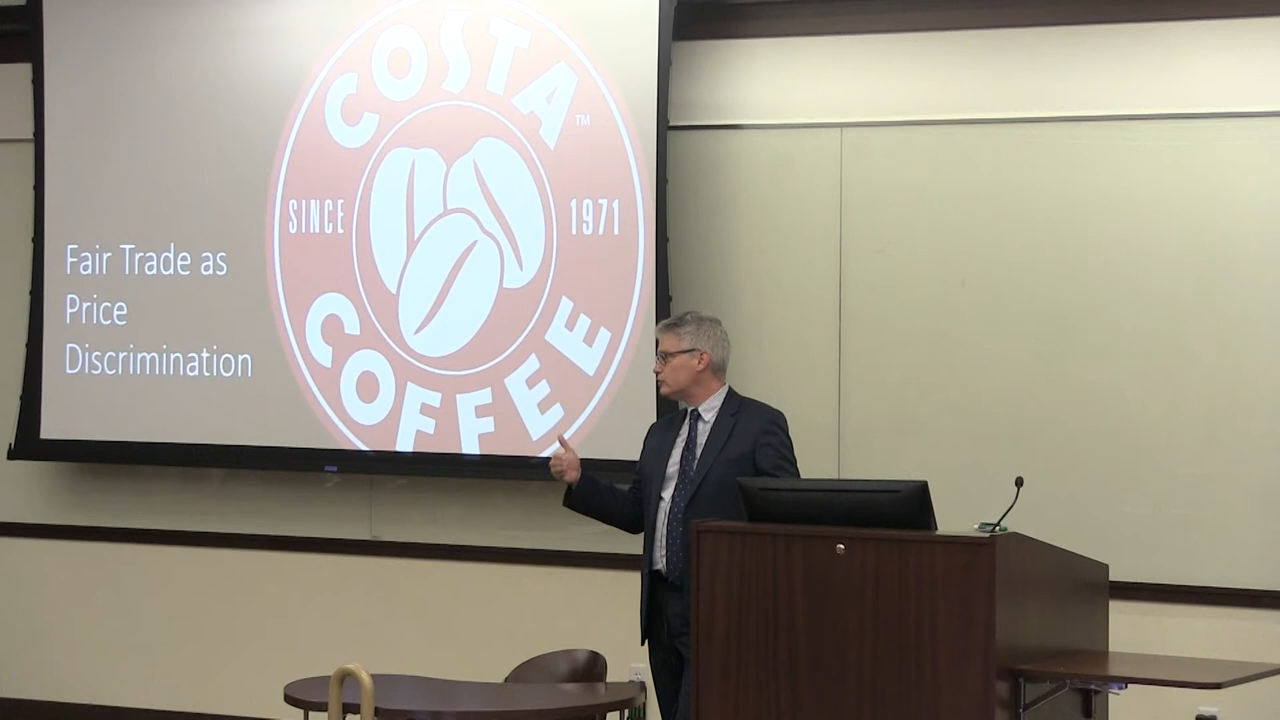 COSTA
™
SINCE
1971
COFFEE
Fair Trade as
Price
Discrimination